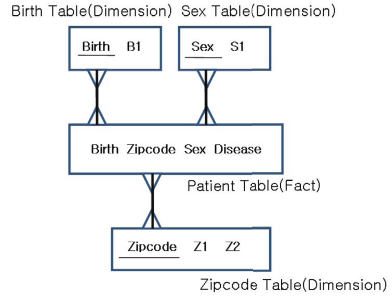 Birth Table(Dimension) Sex Table(Dimension)
Birth B1 Sex S1
Birth Zipcode Sex Disease
Patient Table(Fact)
Zipcode Z1 Z2
Zipcode Table(Dimension)